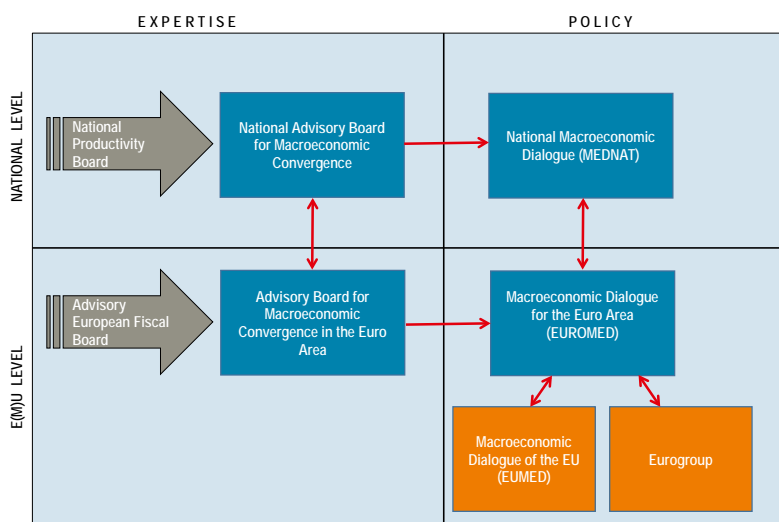 EXPERTISE
POLICY
NATIONAL LEVEL
National
Productivity
Board
National Advisory Board
for Macroeconomic
Convergence
National Macroeconomic
Dialogue (MEDNAT)
E(M)U LEVEL
Advisory
European Fiscal
Board
Advisory Board for
Macroeconomic
Convergence in the Euro
Area
Macroeconomic Dialogue
for the Euro Area
(EUROMED)
Macroeconomic
Dialogue of the EU
(EUMED)
Eurogroup